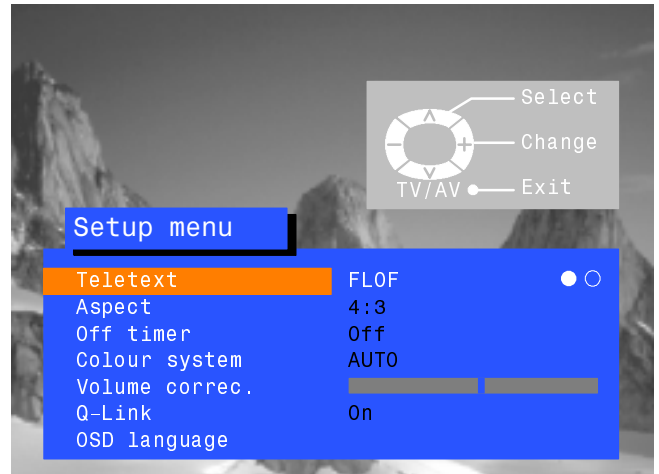 Select
Change
TV/AV Exit
Setup menu
Teletext FLOF
Aspect 4:3
Off timer Off
Colour system AUTO
Volume correc.
Q-Link On
OSD language